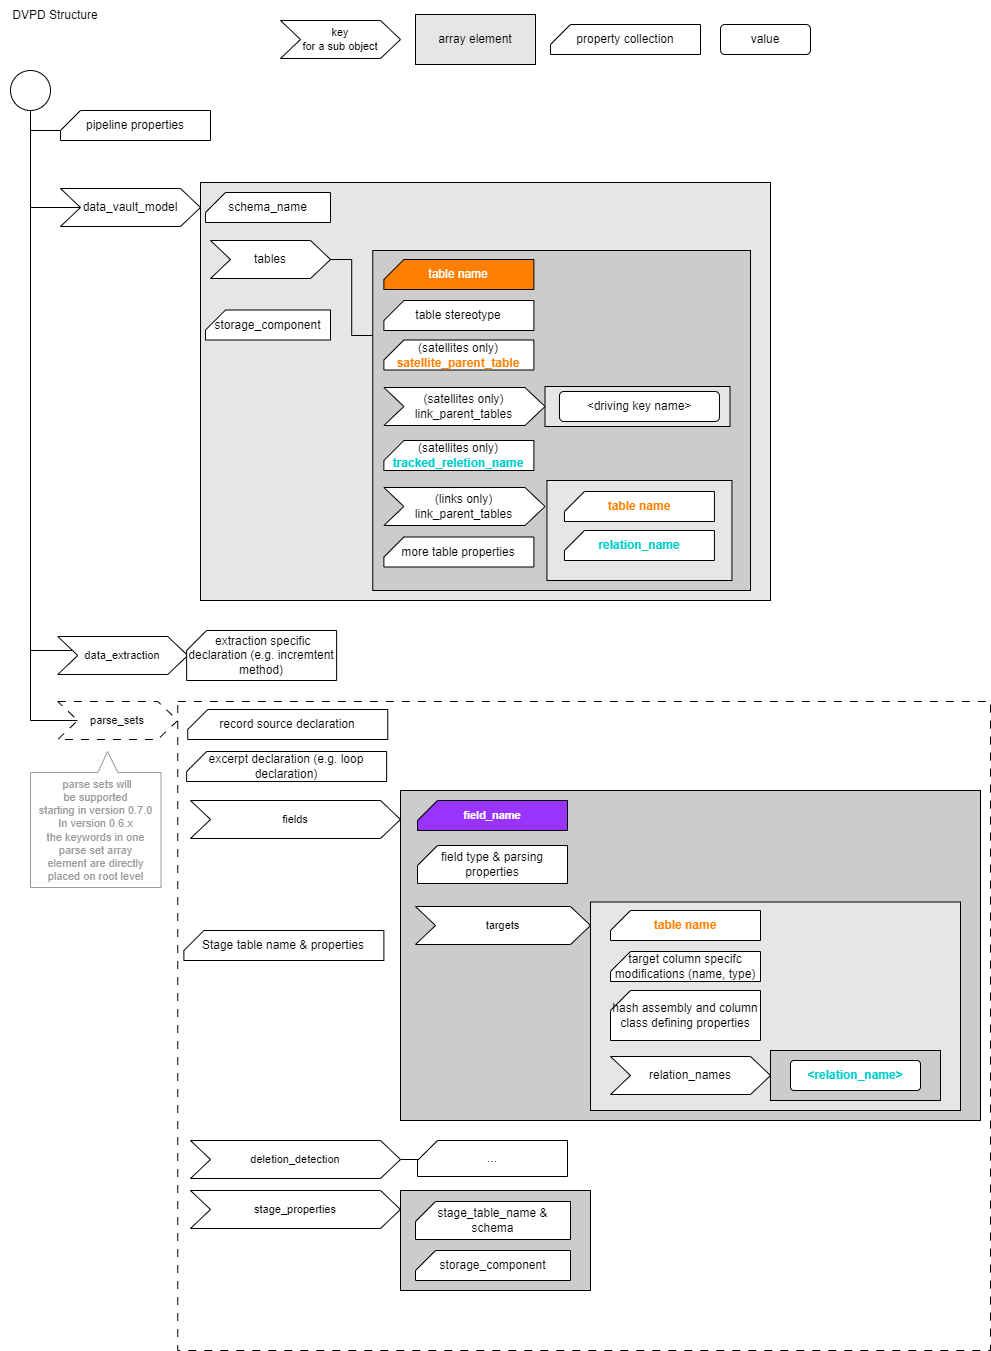 DVPD Structure
key
for a sub object
array element
property collection
value
pipeline properties
data_vault_model
schema_name
tables
table name
table stereotype
storage_component
(satellites only)
satellite_parent_table
(satellites only)
link_parent_tables
<driving key name>
(satellites only)
tracked_reletion_name
(links only)
link_parent_tables
table name
relation_name
more table properties
data_extraction
extraction specific
declaration (e.g. incremtent
method)
parse_sets
record source declaration
excerpt declaration (e.g. loop
declaration)
parse sets will
be supported
starting in version 0.7.0
In version 0.6.x
the keywords in one
parse set array
element are directly
placed on root level
fields
field_name
field type & parsing
properties
targets
table name
Stage table name & properties
target column specifc
modifications (name, type)
hash assembly and column
class defining properties
relation_names
<relation_name>
deletion_detection
...
stage_properties
stage_table_name &
schema
storage_component